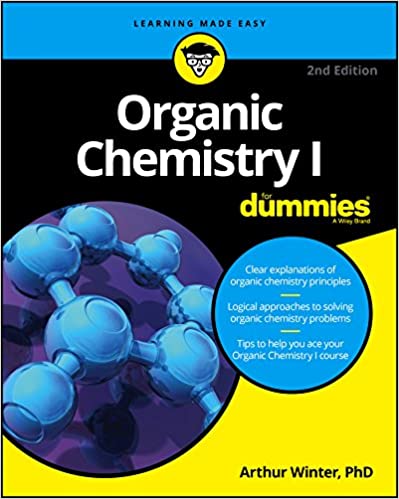 LEARNING MADE EASY
2nd Edition
Organic
Chemistry I
for
dummies®
A Wiley Brand
Clear explanations of
organic chemistry principles
Logical approaches to solving
organic chemistry problems
Tips to help you ace your
Organic Chemistry I course
Arthur Winter, PhD